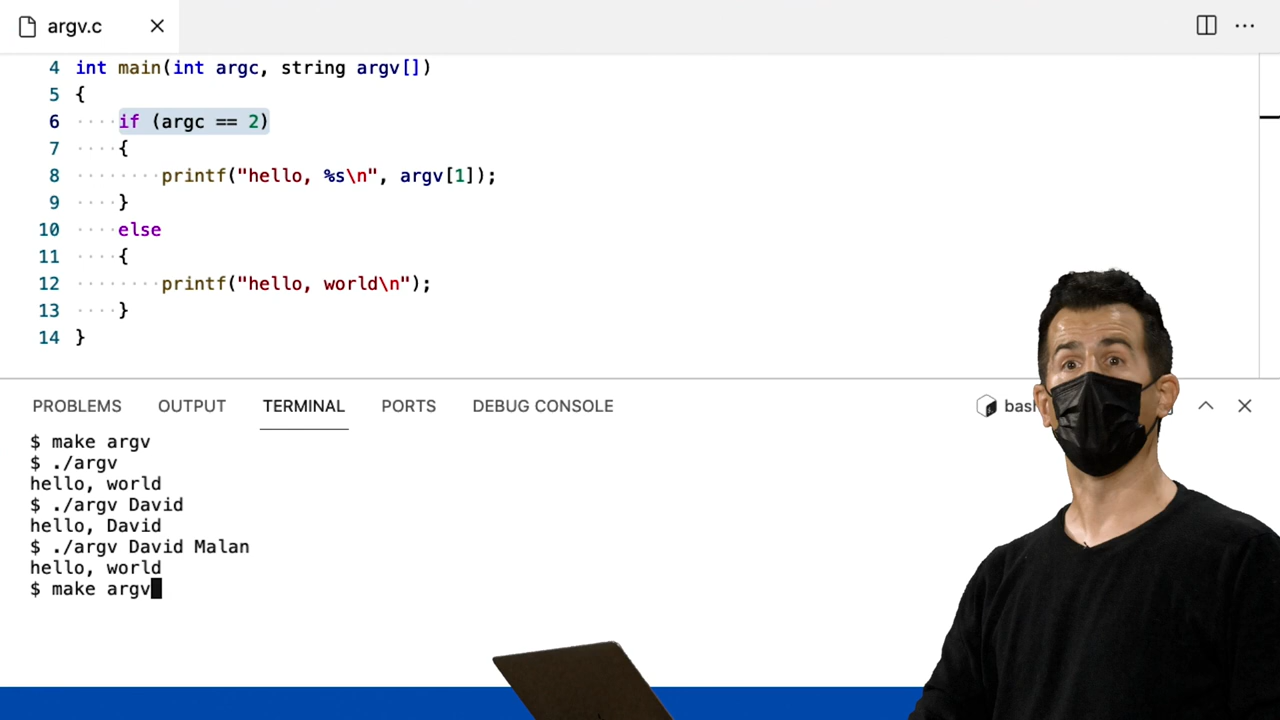 argv.c
4 int main(int argc, string argv[])
5 {
6 ····if (argc == 2)
7 ····{
8 ········printf("hello, %s\n", argv[1]);
9 ····}
10 ····else
11 ····{
12 ········printf("hello, world\n");
13 ····}
14 }
PROBLEMS OUTPUT TERMINAL PORTS DEBUG CONSOLE
$ make argv
$ ./argv
hello, world
$ ./argv David
hello, David
$ ./argv David Malan
hello, world
$ make argv